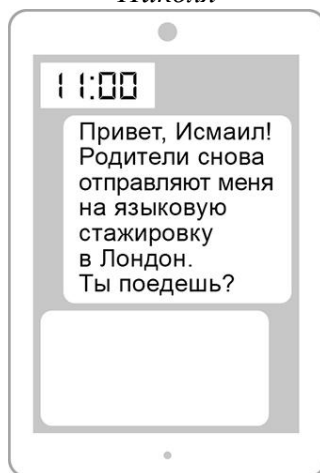 11:00
Привет, Исмаил!
Родители снова
отправляют меня
на языковую
стажировку
в Лондон.
Ты поедешь?